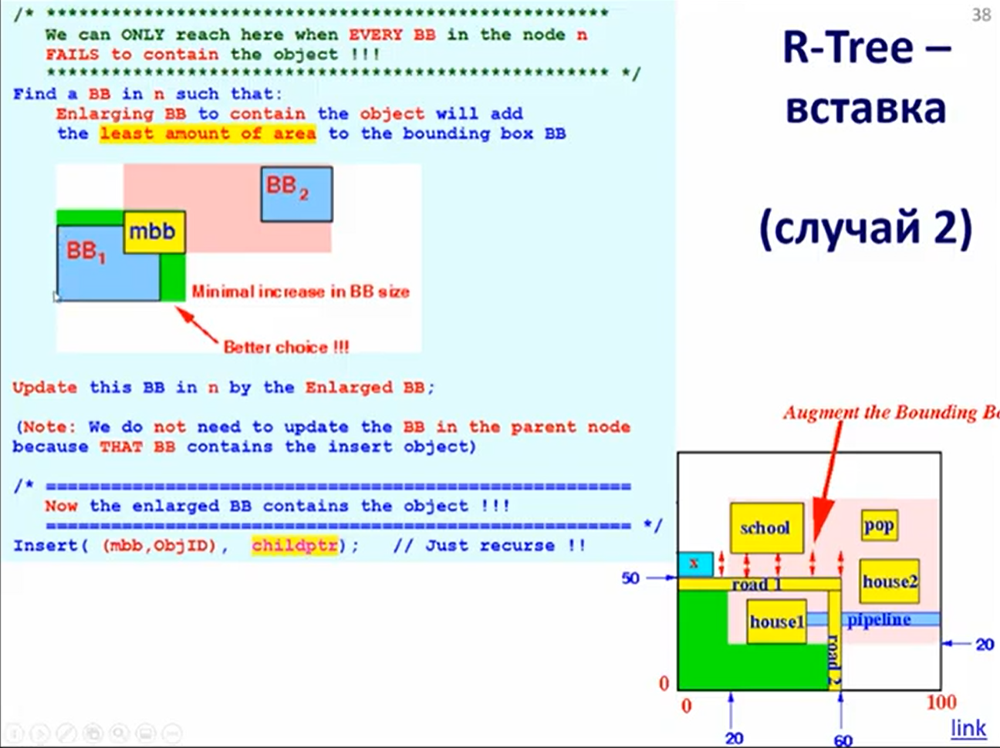 /* **************************************************************
We can ONLY reach here when EVERY BB in the node n
FAILS to contain the object !!!
************************************************************** */
Find a BB in n such that:
Enlarging BB to contain the object will add
the least amount of area to the bounding box BB
BB 2
mbb
BB 1
Minimal increase in BB size
Better choice !!!
Update this BB in n by the Enlarged BB;
(Note: We do not need to update the BB in the parent node
because THAT BB contains the insert object)
/* =================================================================
Now the enlarged BB contains the object !!!
================================================================= */
Insert( (mbb,ObjID), childptr); // Just recurse !!
38
R-Tree –
вставка
(случай 2)
Augment the Bounding
school
pop
x
50
road 1
house2
house1
pipeline
road 2
20
0
0
100
20
60
link